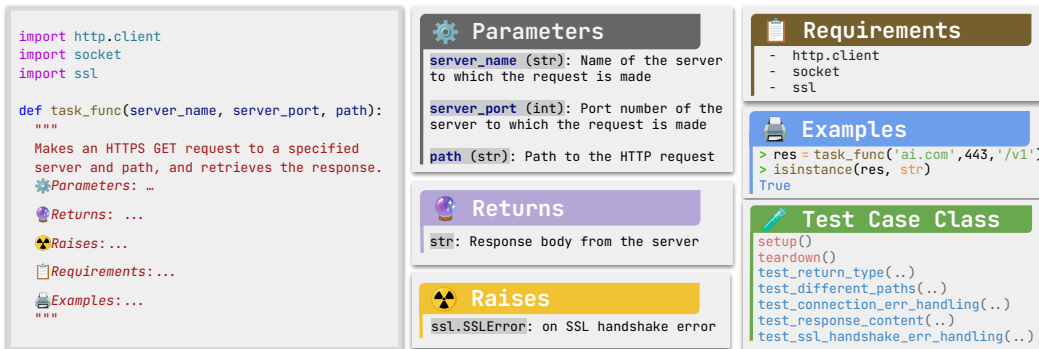 import http.client
import socket
import ssl
def task_func(server_name, server_port, path):
"""
Makes an HTTPS GET request to a specified
server and path, and retrieves the response.
Parameters: …
Returns: ...
Raises:...
Requirements:...
Examples:...
"""
Parameters
server_name (str): Name of the server
to which the request is made
server_port (int): Port number of the
server to which the request is made
path (str): Path to the HTTP request
Returns
str: Response body from the server
Raises
ssl.SSLError: on SSL handshake error
Requirements
- http.client
- socket
- ssl
Examples
> res = task_func('ai.com',443,'/v1')
> isinstance(res, str)
True
Test Case Class
setup()
teardown()
test_return_type(..)
test_different_paths(..)
test_connection_err_handling(..)
test_response_content(..)
test_ssl_handshake_err_handling(..)